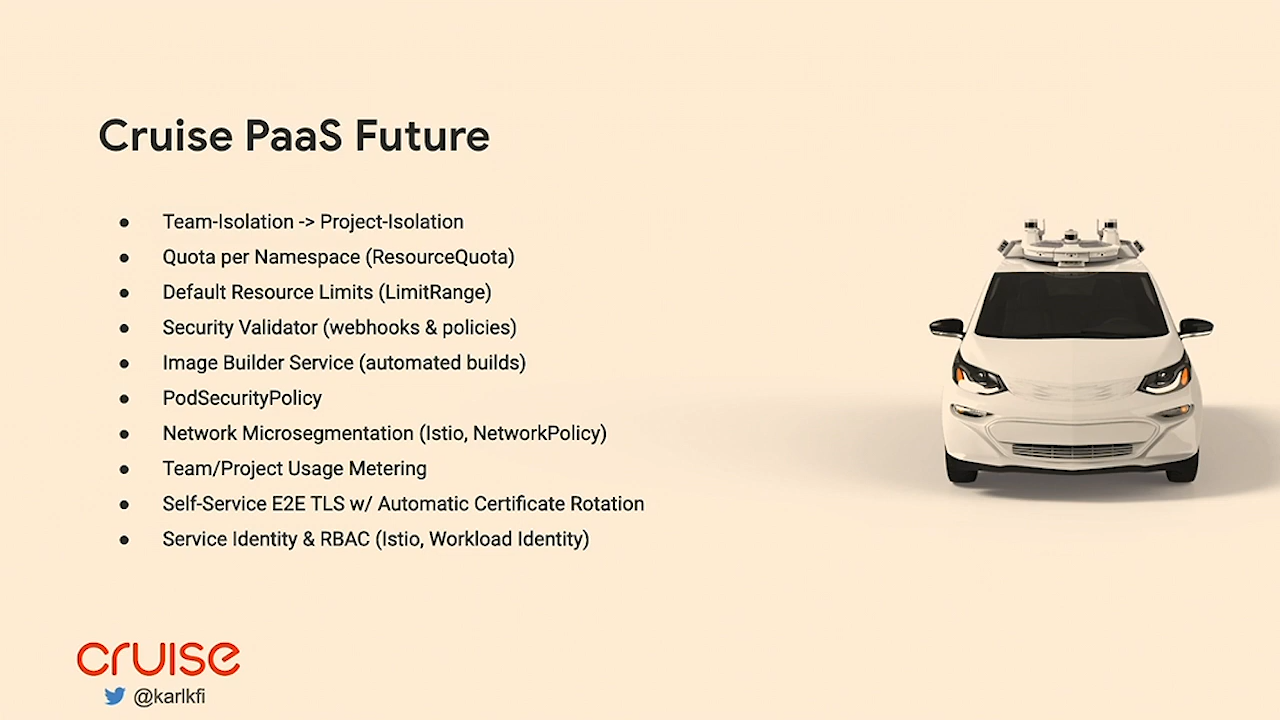 Cruise PaaS Future
● Team-Isolation -> Project-Isolation
● Quota per Namespace (ResourceQuota)
● Default Resource Limits (LimitRange)
● Security Validator (webhooks & policies)
● Image Builder Service (automated builds)
● PodSecurityPolicy
● Network Microsegmentation (Istio, NetworkPolicy)
● Team/Project Usage Metering
● Self-Service E2E TLS w/ Automatic Certificate Rotation
● Service Identity & RBAC (Istio, Workload Identity)
cruise
@karlkfi